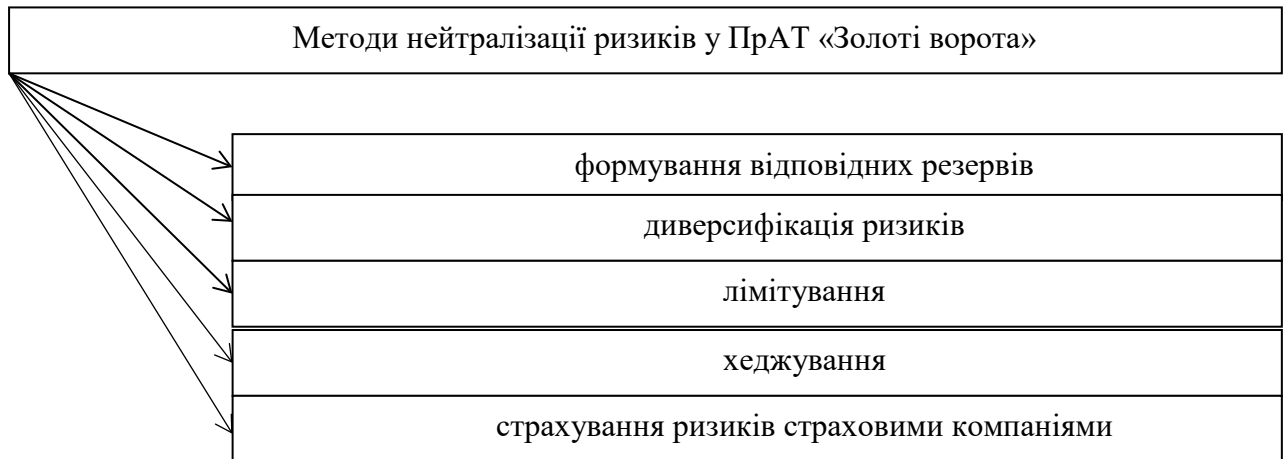 Методи нейтралізації ризиків у ПрАТ «Золоті ворота»
формування відповідних резервів
диверсифікація ризиків
лімітування
хеджування
страхування ризиків страховими компаніями